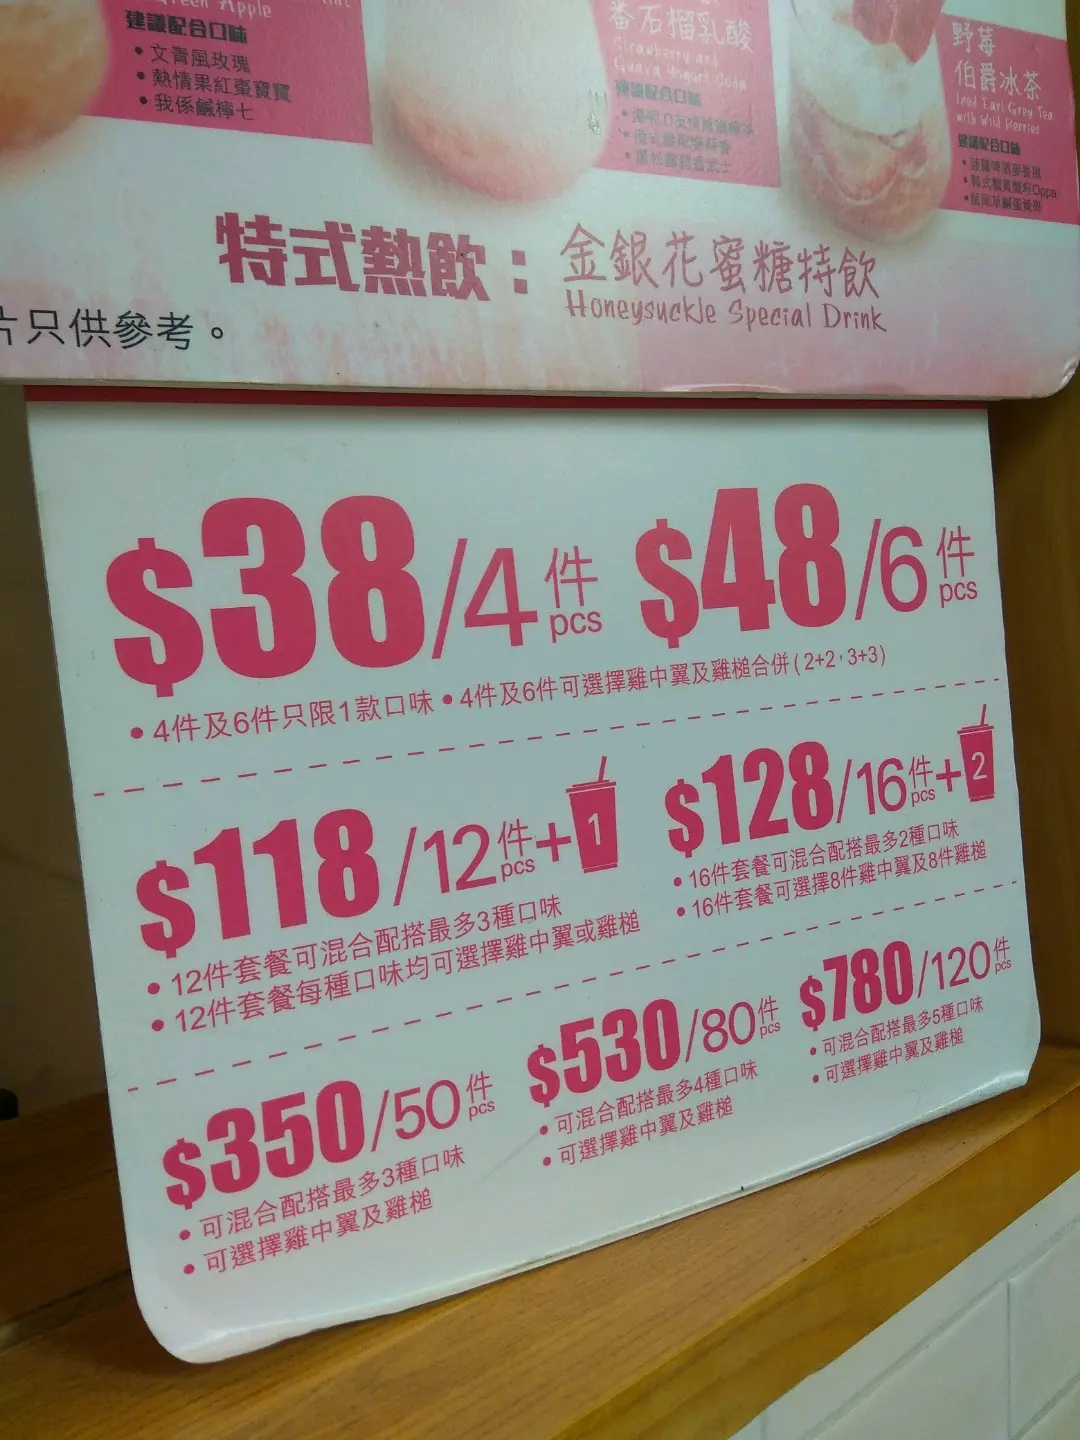 Green Apple
建議配合口味
• 文青風玫瑰
• 熱情果紅棗寶寶
• 我係鹹檸七
番石榴乳酸
Strawberry and
Guava Yogurt Soda
建議配合口味
野莓
伯爵冰茶
Iced Earl Grey Tea
with Wild Berries
建議配合口味
特式熱飲：金銀花蜜糖特飲
Honeysuckle Special Drink
片只供參考。
$38/4件 pcs
$48/6件 pcs
• 4件及6件只限1款口味 • 4件及6件可選擇雞中翼及雞槌合併 (2+2，3+3)
$118/12件 pcs+1
• 12件套餐可混合配搭最多3種口味
• 12件套餐每種口味均可選擇雞中翼或雞槌
$128/16件 pcs+2
• 16件套餐可混合配搭最多2種口味
• 16件套餐可選擇8件雞中翼及8件雞槌
$350/50件 pcs
• 可混合配搭最多3種口味
• 可選擇雞中翼及雞槌
$530/80件 pcs
• 可混合配搭最多4種口味
• 可選擇雞中翼及雞槌
$780/120件 pcs
• 可混合配搭最多5種口味
• 可選擇雞中翼及雞槌